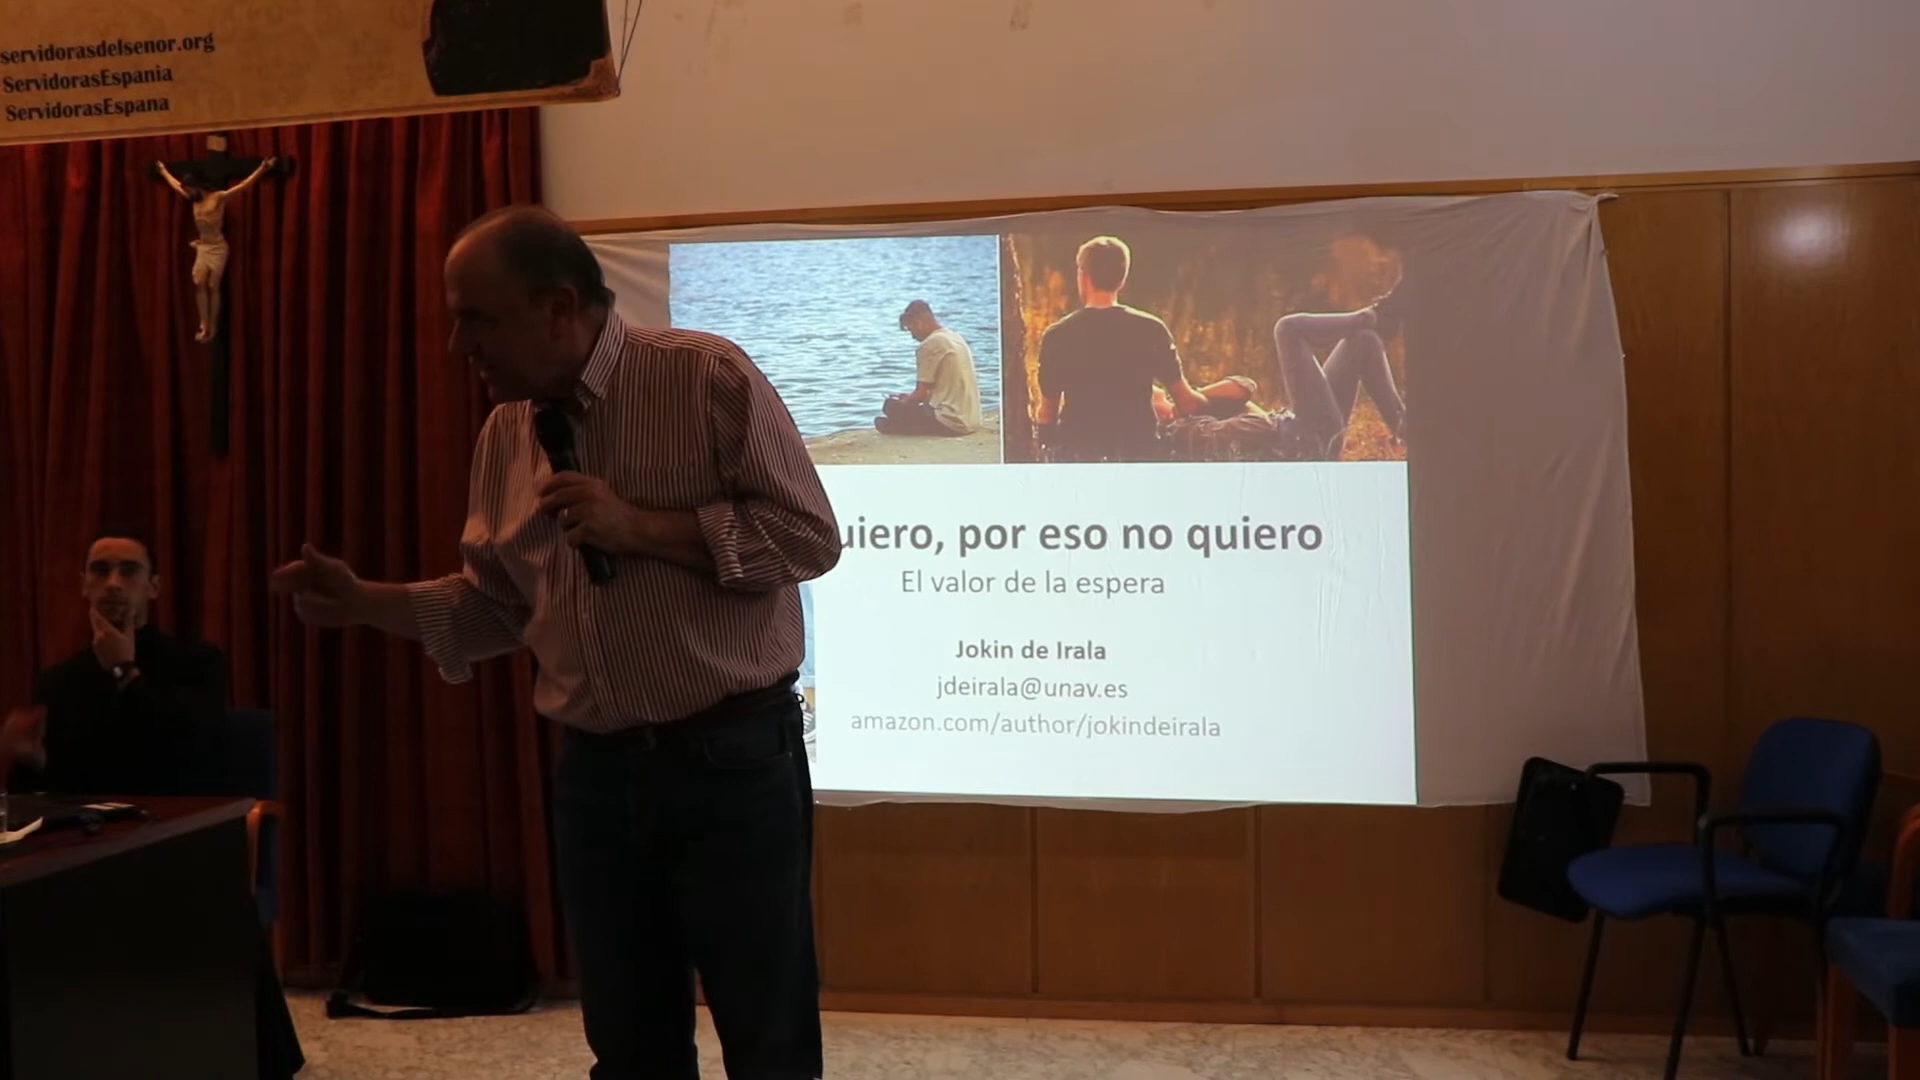 servidorasdelsenor.org
ServidorasEspania
ServidorasEspana
uiero, por eso no quiero
El valor de la espera
Jokin de Irala
jdeirala@unav.es
amazon.com/author/jokindeirala